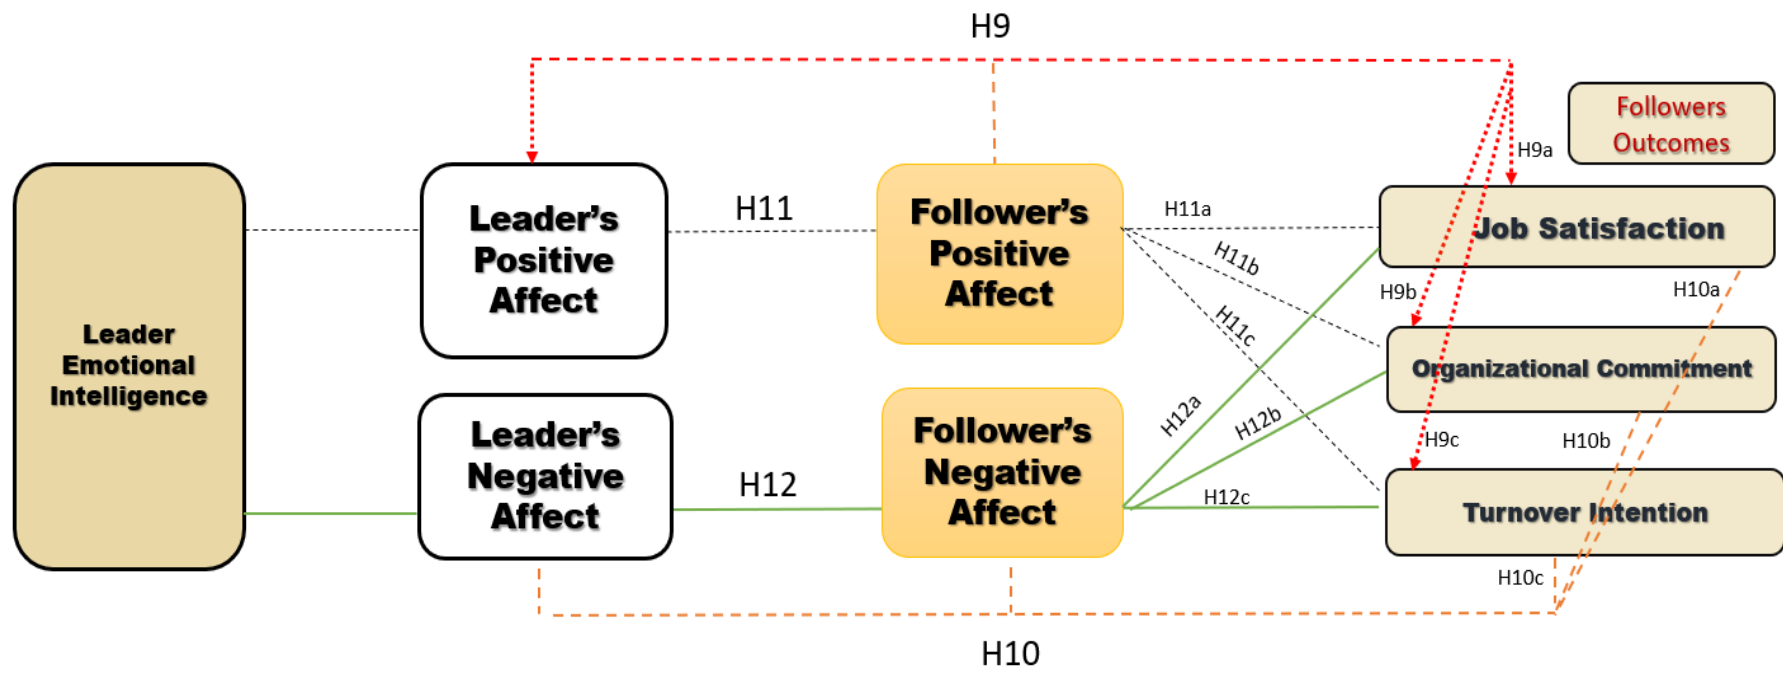 H9
Followers
Outcomes
H9a
Leader's
Positive
Affect
H11
Follower's
Positive
Affect
H11a
H11b
H11c
Job Satisfaction
H9b
H10a
Leader
Emotional
Intelligence
Organizational Commitment
H12a
H12b
H9c
H10b
Leader's
Negative
Affect
H12
Follower's
Negative
Affect
H12c
Turnover Intention
H10c
H10